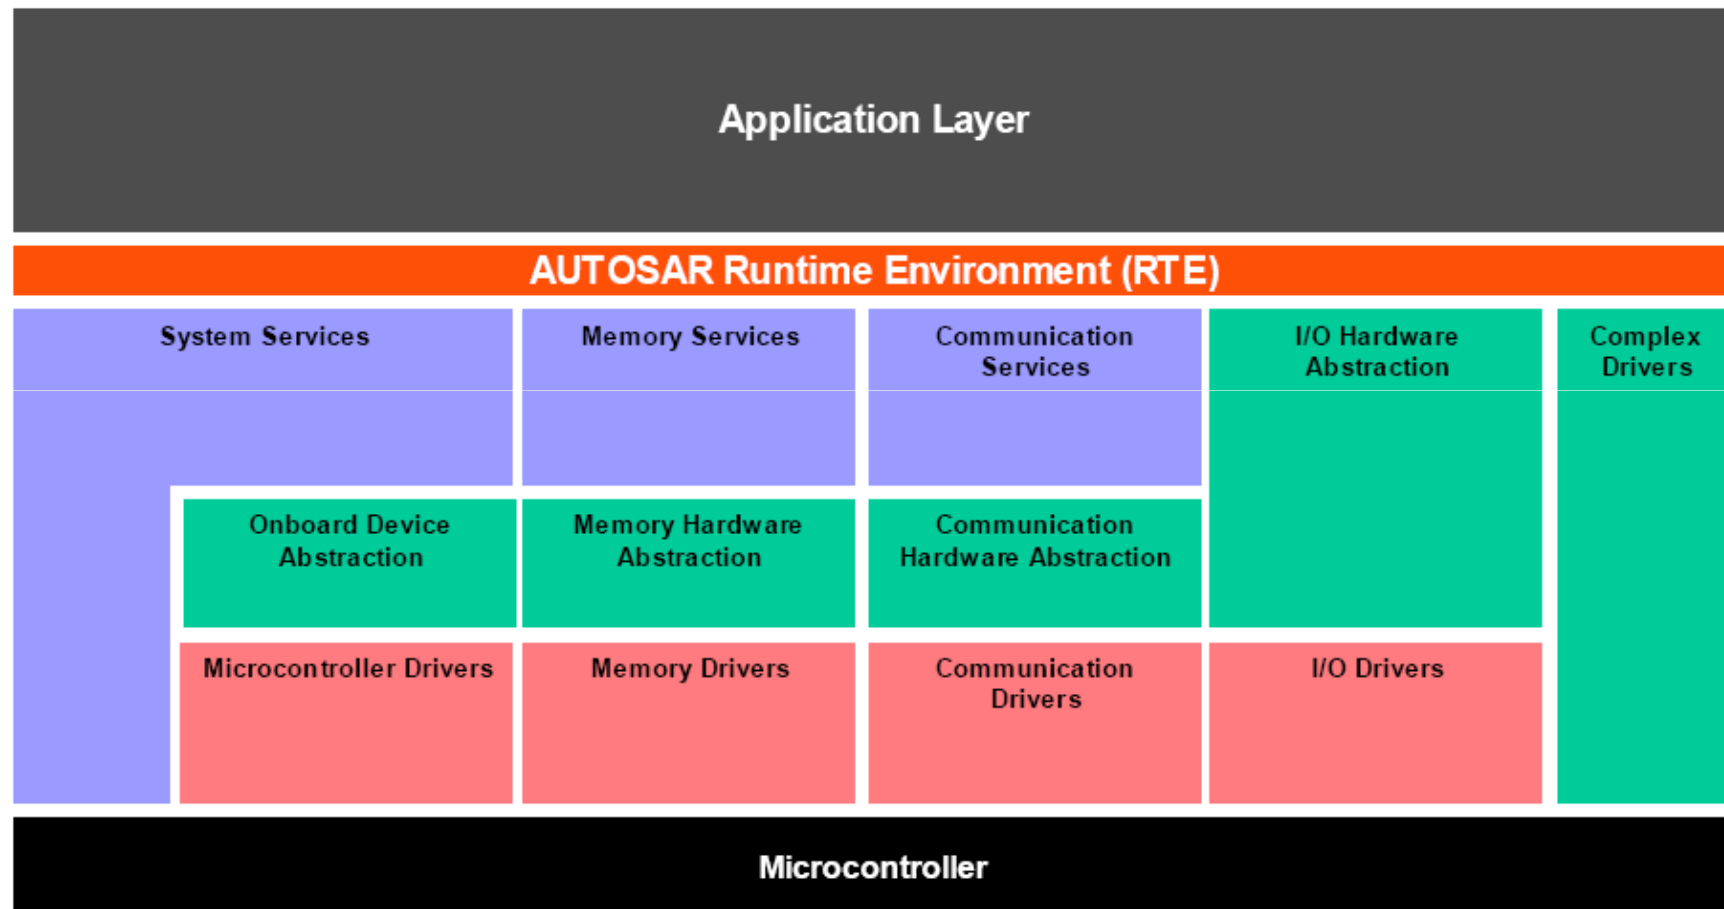 Application Layer
AUTOSAR Runtime Environment (RTE)
System Services
Memory Services
Communication
Services
I/O Hardware
Abstraction
Complex
Drivers
Onboard Device
Abstraction
Memory Hardware
Abstraction
Communication
Hardware Abstraction
Microcontroller Drivers
Memory Drivers
Communication
Drivers
I/O Drivers
Microcontroller